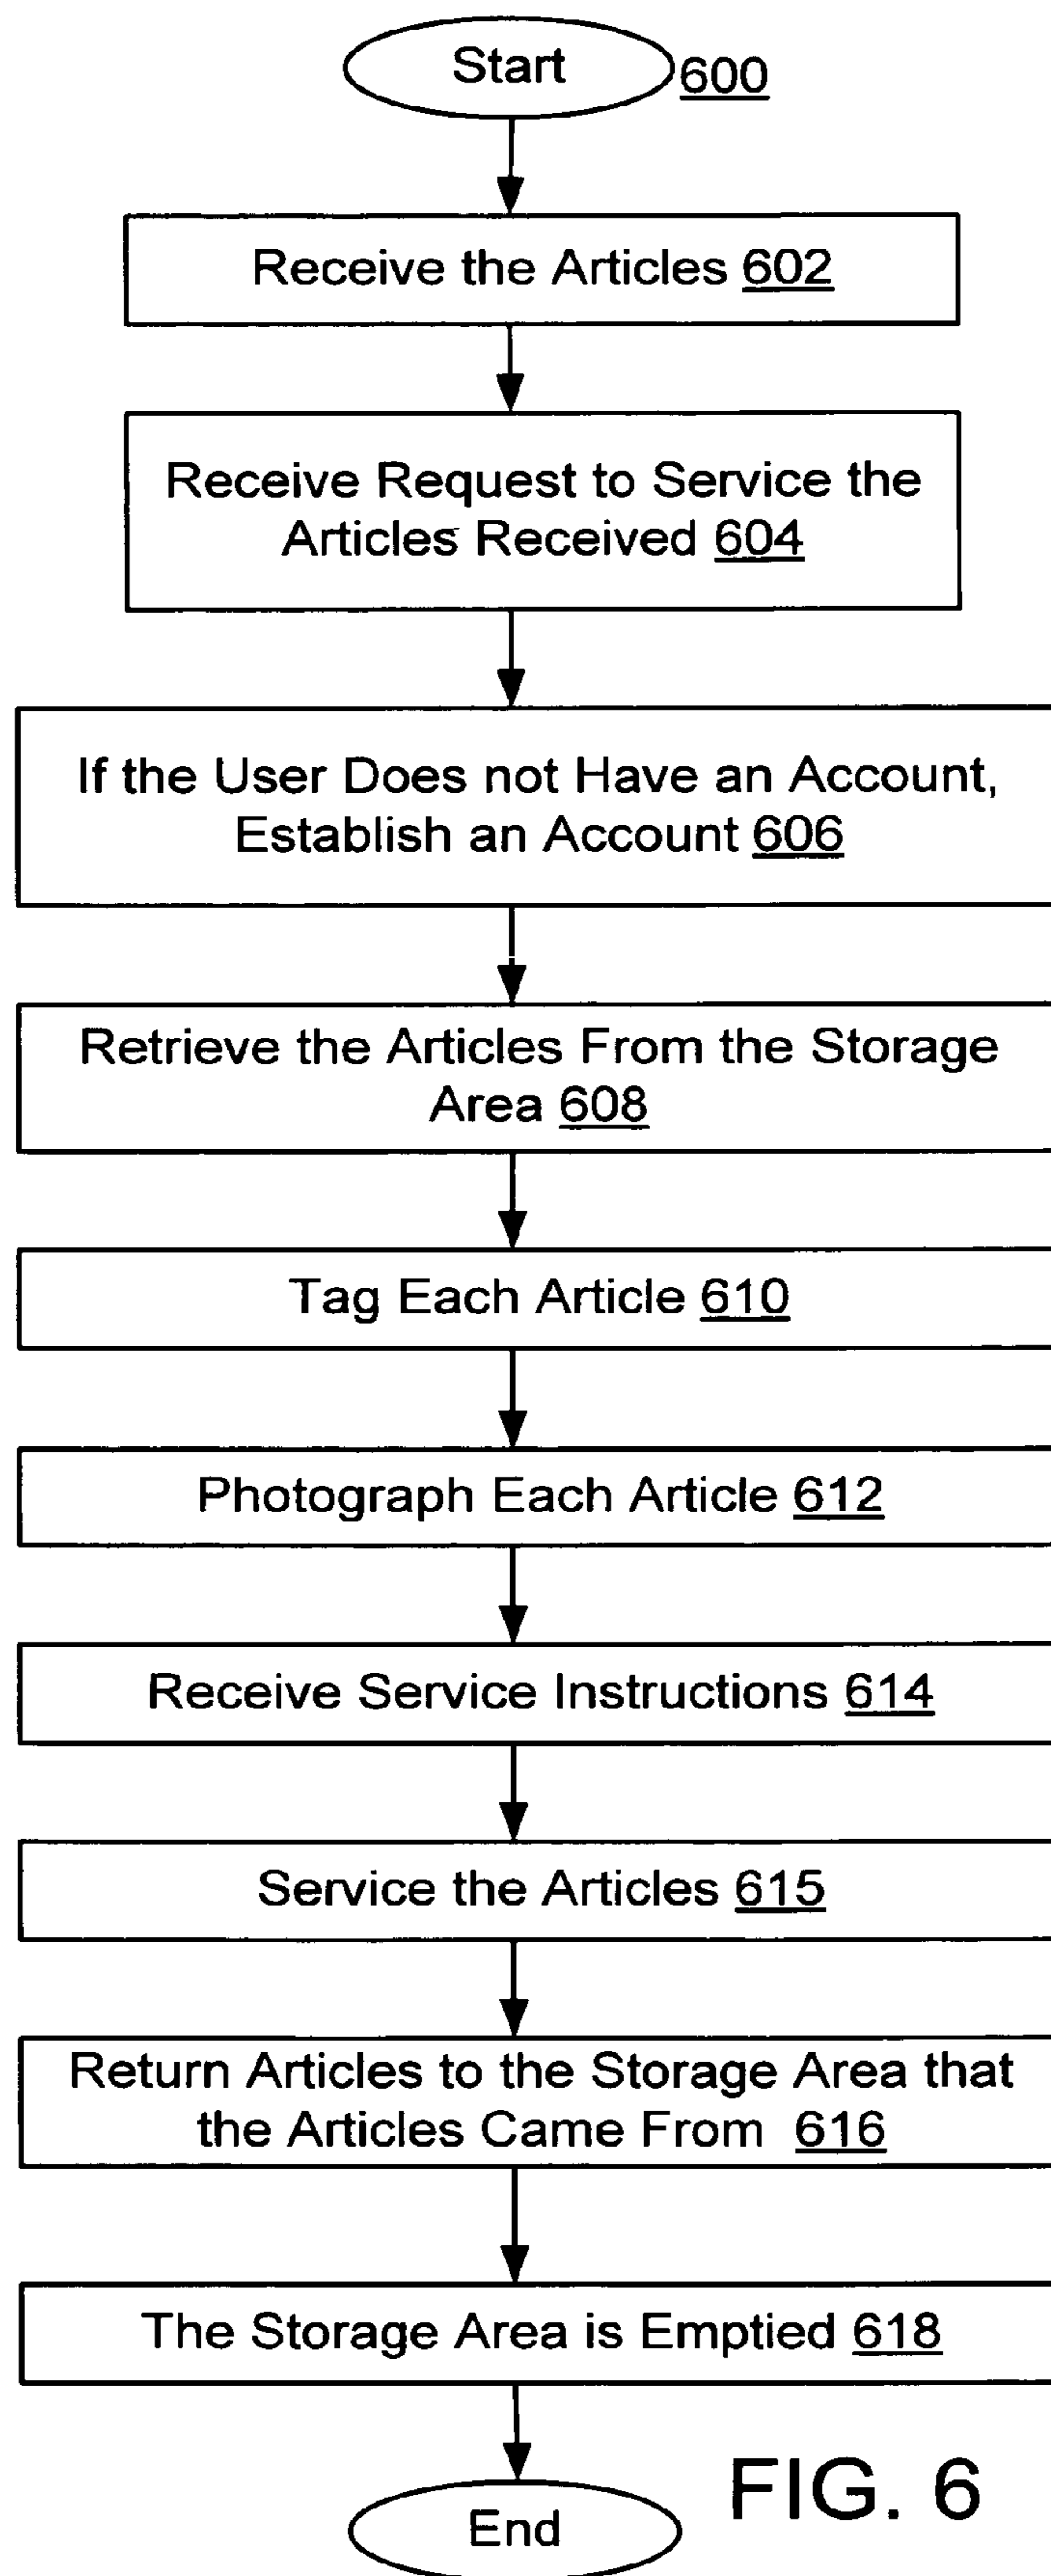 Start 600
Receive the Articles 602
Receive Request to Service the
Articles Received 604
If the User Does not Have an Account,
Establish an Account 606
Retrieve the Articles From the Storage
Area 608
Tag Each Article 610
Photograph Each Article 612
Receive Service Instructions 614
Service the Articles 615
Return Articles to the Storage Area that
the Articles Came From 616
The Storage Area is Emptied 618
End
FIG. 6